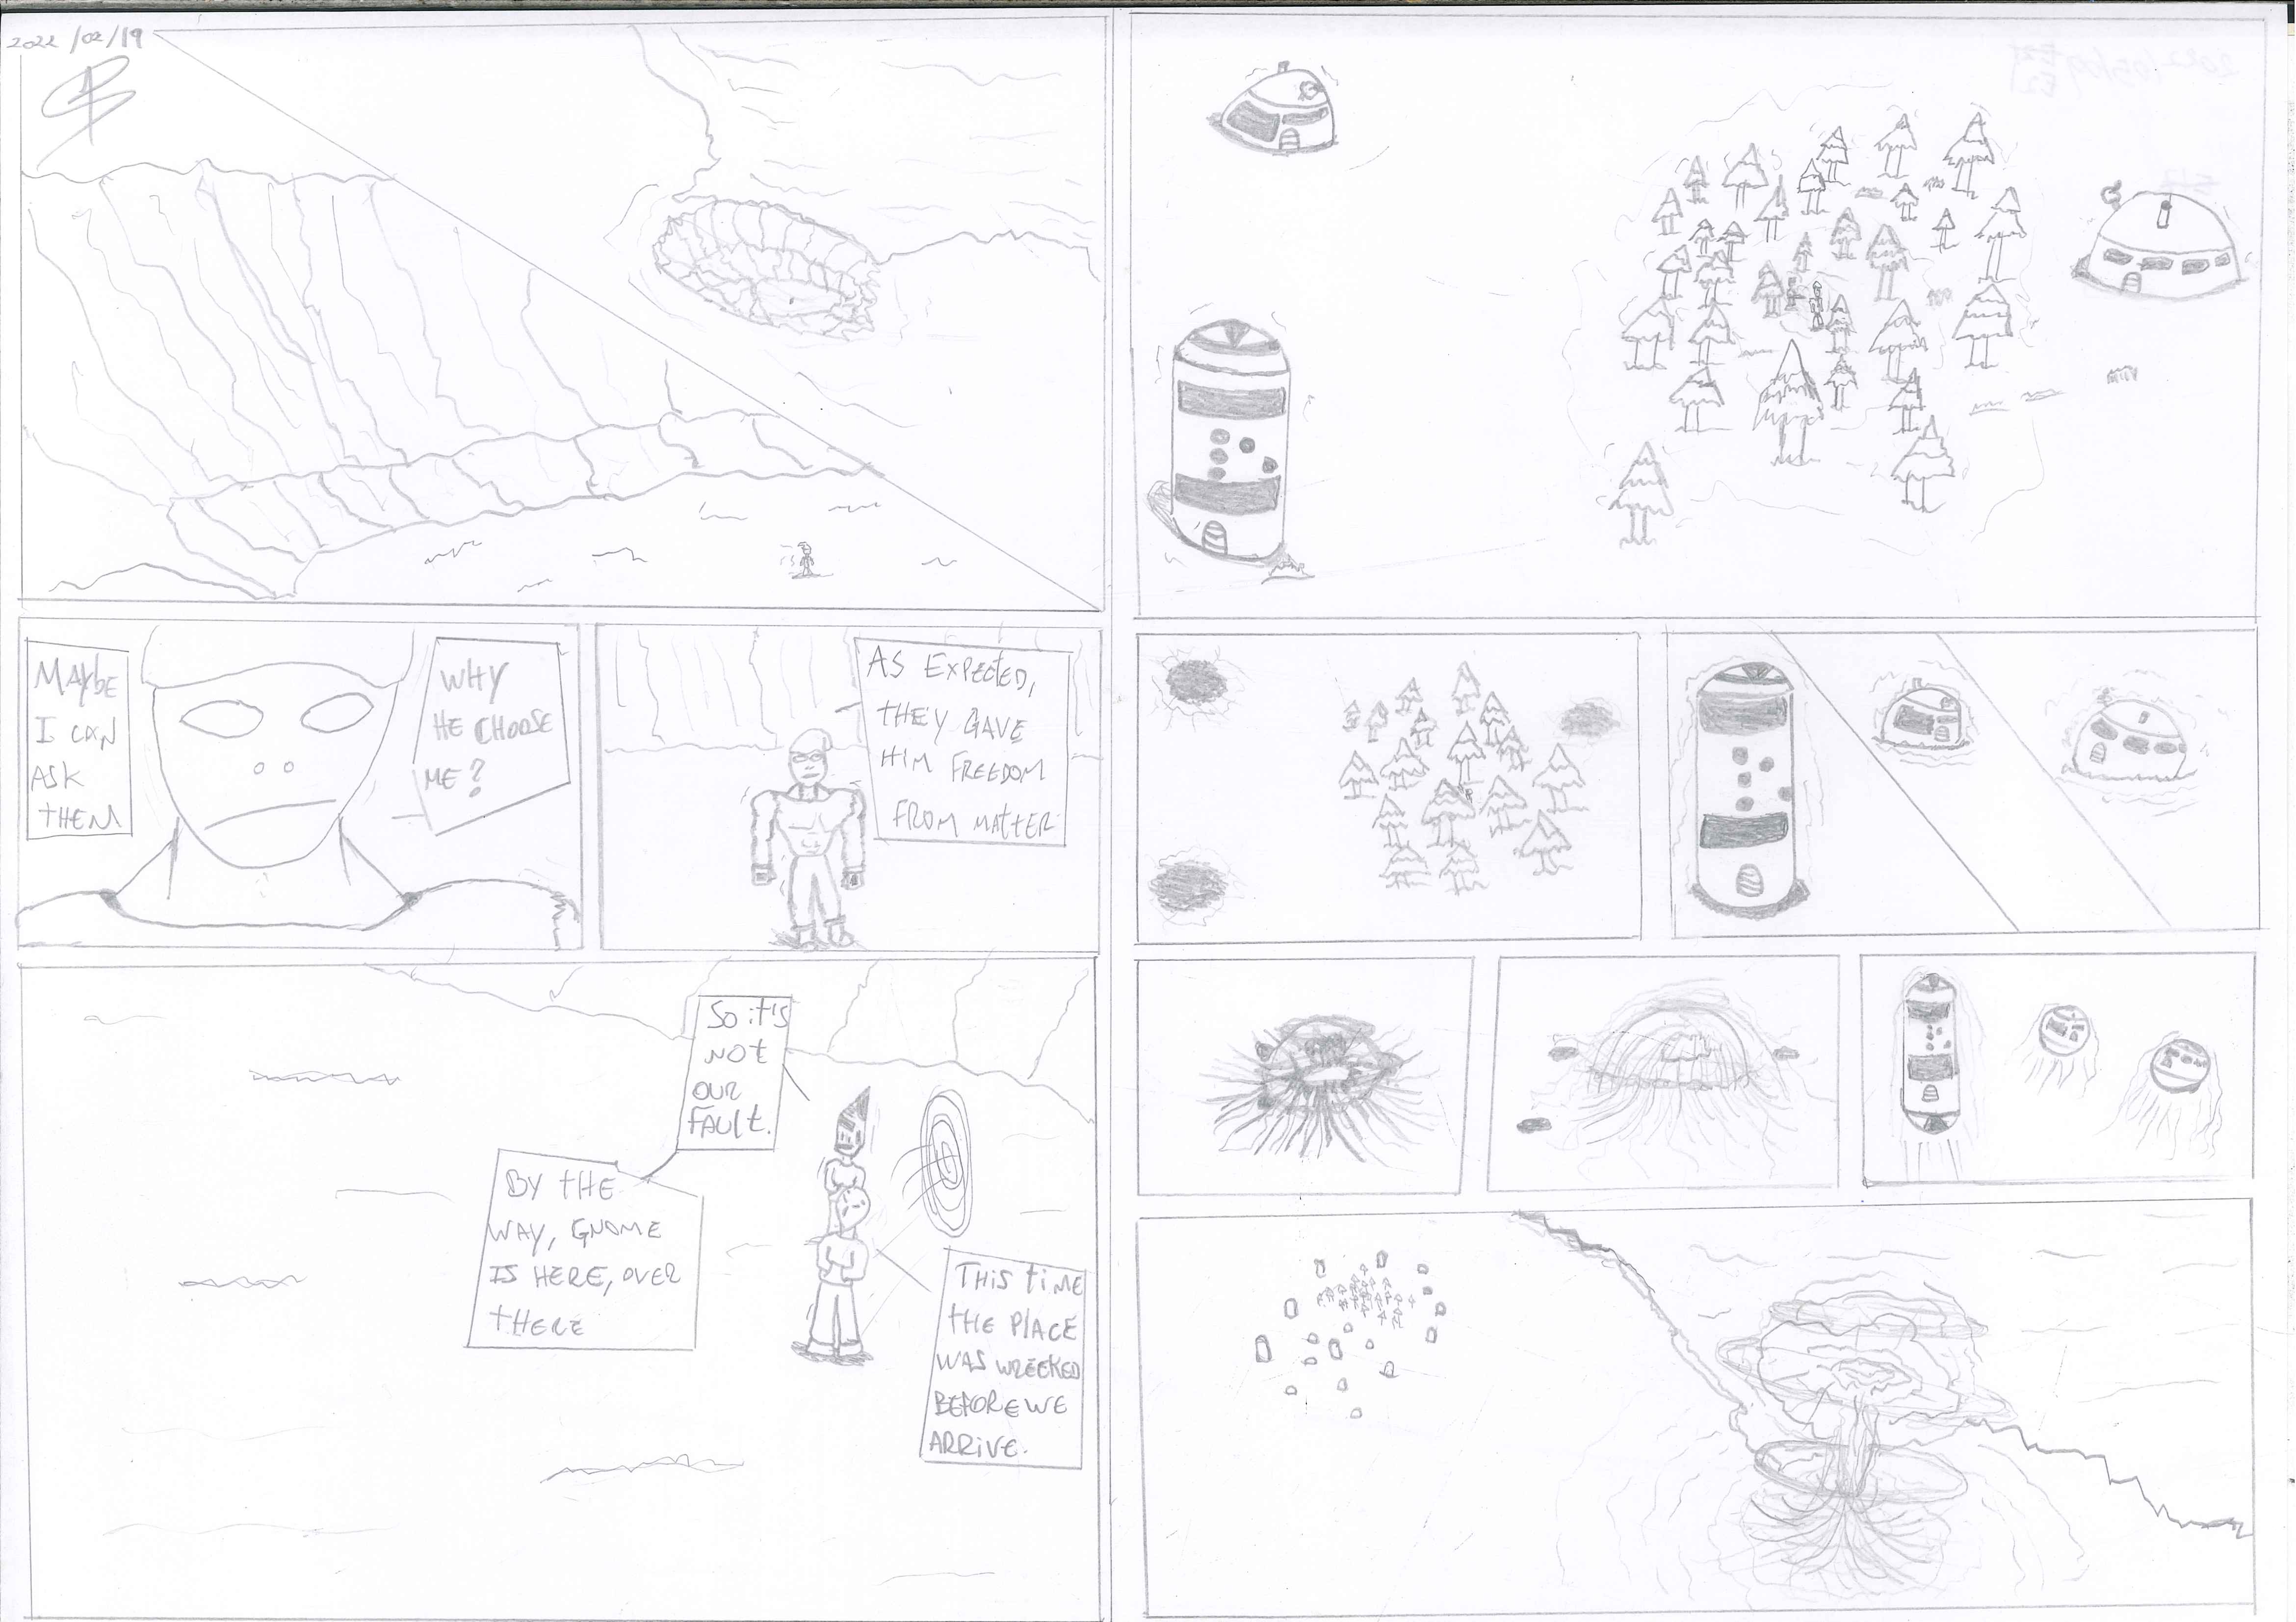 2022/02/19
MAYbE
I CAN
ASK
tHEM
WHY
HE CHOOSE
ME?
AS EXPECtED,
tHEY GAVE
HIM FREEDOM
FROM MAttER
So it's
NOt
OUR
FAULt.
BY tHE
WAY, GNOME
IS HERE, OVER
tHERE
THis tiME
tHE PlACE
WAS WREEKED
BEFORE WE
ARRiVE.